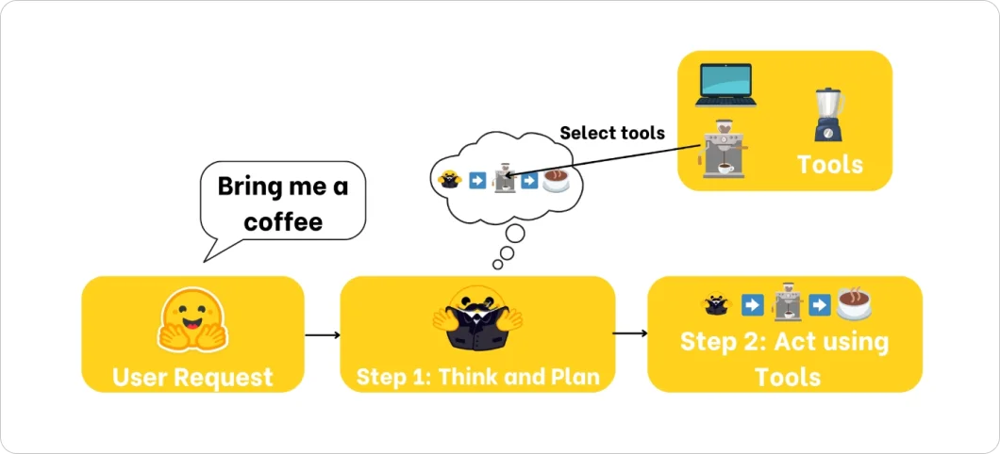 Select tools
Tools
Bring me a
coffee
User Request
Step 1: Think and Plan
Step 2: Act using
Tools